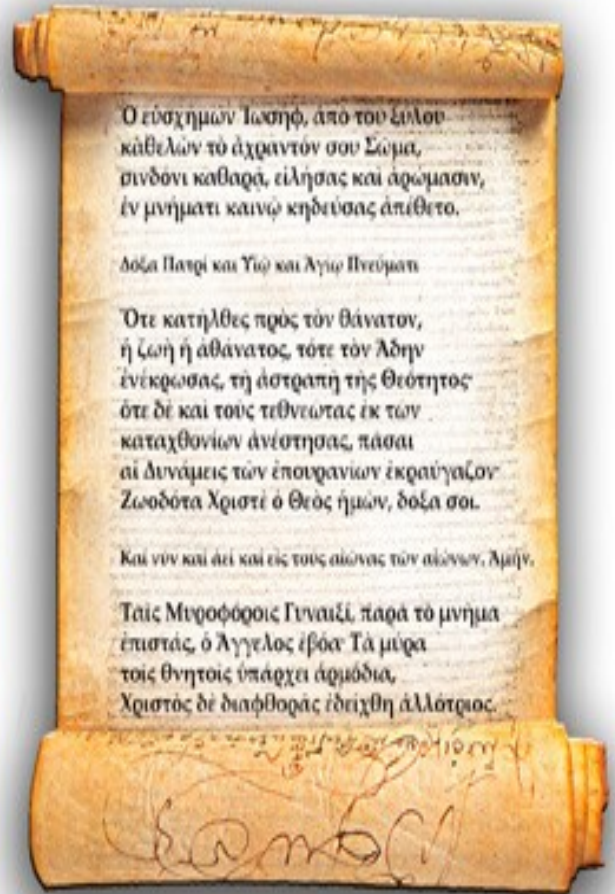 Ὁ εὐσχήμων Ἰωσήφ, ἀπὸ τοῦ ξύλου
καθελὼν τὸ ἄχραντόν σου Σῶμα,
σινδόνι καθαρᾷ, εἱλήσας καὶ ἀρώμασιν,
ἐν μνήματι καινῷ κηδεύσας ἀπέθετο.
Δόξα Πατρὶ καὶ Υἱῷ καὶ Ἁγίῳ Πνεύματι
Ὅτε κατῆλθες πρὸς τὸν θάνατον,
ἡ ζωὴ ἡ ἀθάνατος, τότε τὸν ᾍδην
ἐνέκρωσας, τῇ ἀστραπῇ τῆς Θεότητος·
ὅτε δὲ καὶ τοὺς τεθνεῶτας ἐκ τῶν
καταχθονίων ἀνέστησας, πᾶσαι
αἱ Δυνάμεις τῶν ἐπουρανίων ἐκραύγαζον·
Ζωοδότα Χριστὲ ὁ Θεὸς ἡμῶν, δόξα σοι.
Καὶ νῦν καὶ ἀεὶ καὶ εἰς τοὺς αἰῶνας τῶν αἰώνων. Ἀμήν.
Ταῖς Μυροφόροις Γυναιξί, παρὰ τὸ μνῆμα
ἐπιστάς, ὁ Ἄγγελος ἐβόα· Τὰ μύρα
τοῖς θνητοῖς ὑπάρχει ἁρμόδια,
Χριστὸς δὲ διαφθορᾶς ἐδείχθη ἀλλότριος.